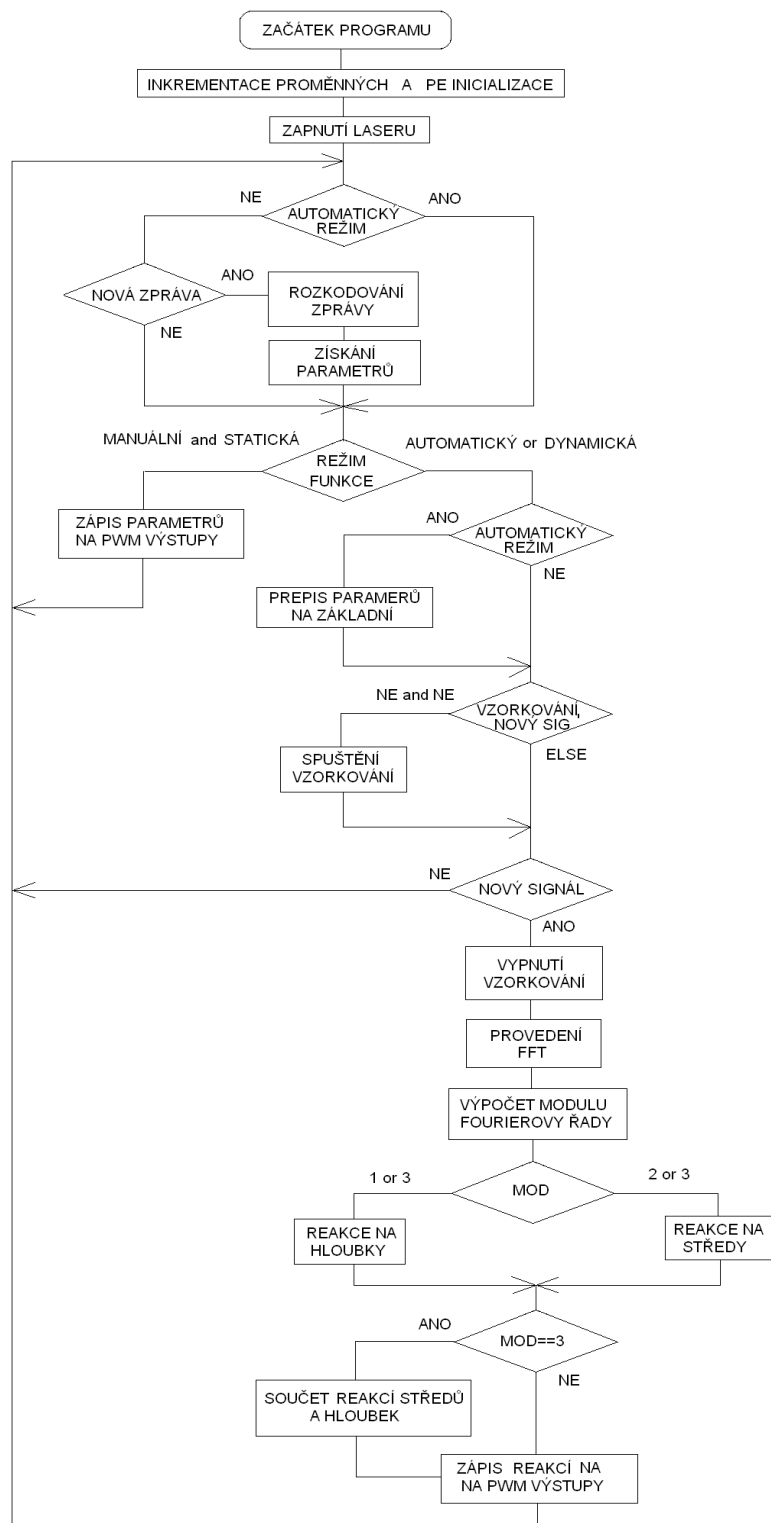 ZAČÁTEK PROGRAMU
INKREMENTACE PROMĚNNÝCH A PE INICIALIZACE
ZAPNUTÍ LASERU
NE
ANO
AUTOMATICKÝ
REŽIM
NOVÁ ZPRÁVA
ANO
NE
ROZKODOVÁNÍ
ZPRÁVY
ZÍSKÁNÍ
PARAMETRŮ
MANUÁLNÍ and STATICKÁ
AUTOMATICKÝ or DYNAMICKÁ
REŽIM
FUNKCE
ZÁPIS PARAMETRŮ
NA PWM VÝSTUPY
ANO
AUTOMATICKÝ
REŽIM
NE
PREPIS PARAMERŮ
NA ZÁKLADNÍ
NE and NE
VZORKOVÁNÍ,
NOVÝ SIG
ELSE
SPUŠTĚNÍ
VZORKOVÁNÍ
NE
NOVÝ SIGNÁL
ANO
VYPNUTÍ
VZORKOVÁNÍ
PROVEDENÍ
FFT
VÝPOČET MODULU
FOURIEROVY ŘADY
1 or 3
MOD
2 or 3
REAKCE NA
HLOUBKY
REAKCE NA
STŘEDY
ANO
MOD==3
NE
SOUČET REAKCÍ STŘEDŮ
A HLOUBEK
ZÁPIS REAKCÍ NA
NA PWM VÝSTUPY